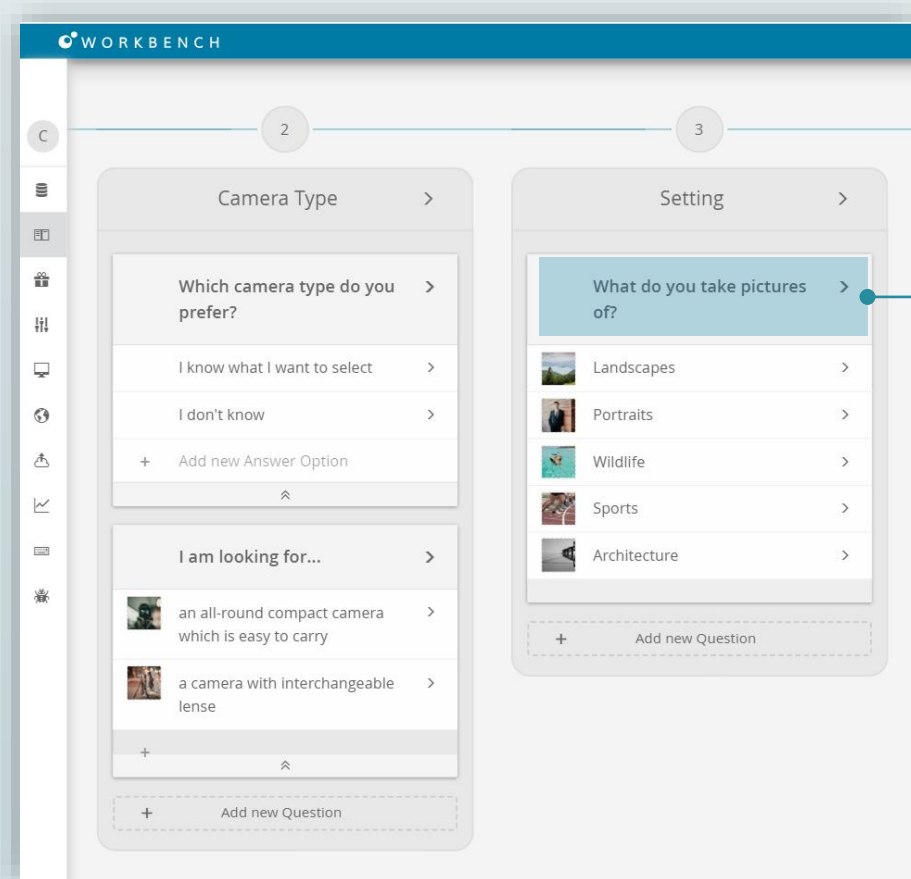 WORKBENCH
C
2
3
Camera Type
Setting
Which camera type do you
prefer?
I know what I want to select
I don't know
+ Add new Answer Option
I am looking for...
an all-round compact camera
which is easy to carry
a camera with interchangeable
lense
+
+ Add new Question
What do you take pictures
of?
Landscapes
Portraits
Wildlife
Sports
Architecture
+ Add new Question